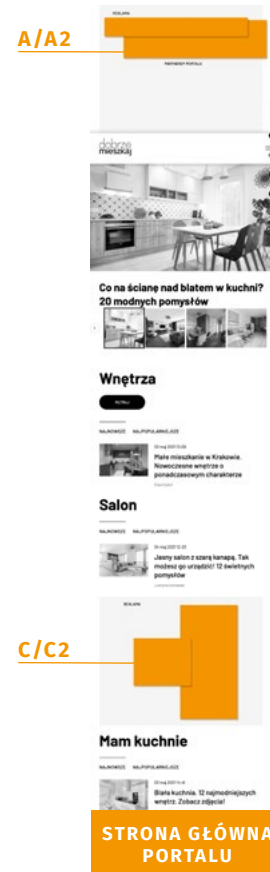 REKLAMA
A/A2
PARTNERZY PORTALU
dobrze
mieszkaj
Co na ścianę nad blatem w kuchni?
20 modnych pomysłów
Wnętrza
NAJNOWSZE NAJPOPULARNIEJSZE
Małe mieszkanie w Krakowie.
Nowoczesne wnętrze o
ponadczasowym charakterze
Salon
NAJNOWSZE NAJPOPULARNIEJSZE
Jasny salon z szarą kanapą. Tak
możesz go urządzić! 12 świetnych
pomysłów
REKLAMA
C/C2
Mam kuchnie
NAJNOWSZE NAJPOPULARNIEJSZE
Biała kuchnia. 12 najmodniejszych
wnętrz. Zobacz zdjęcia!
STRONA GŁÓWNA
PORTALU